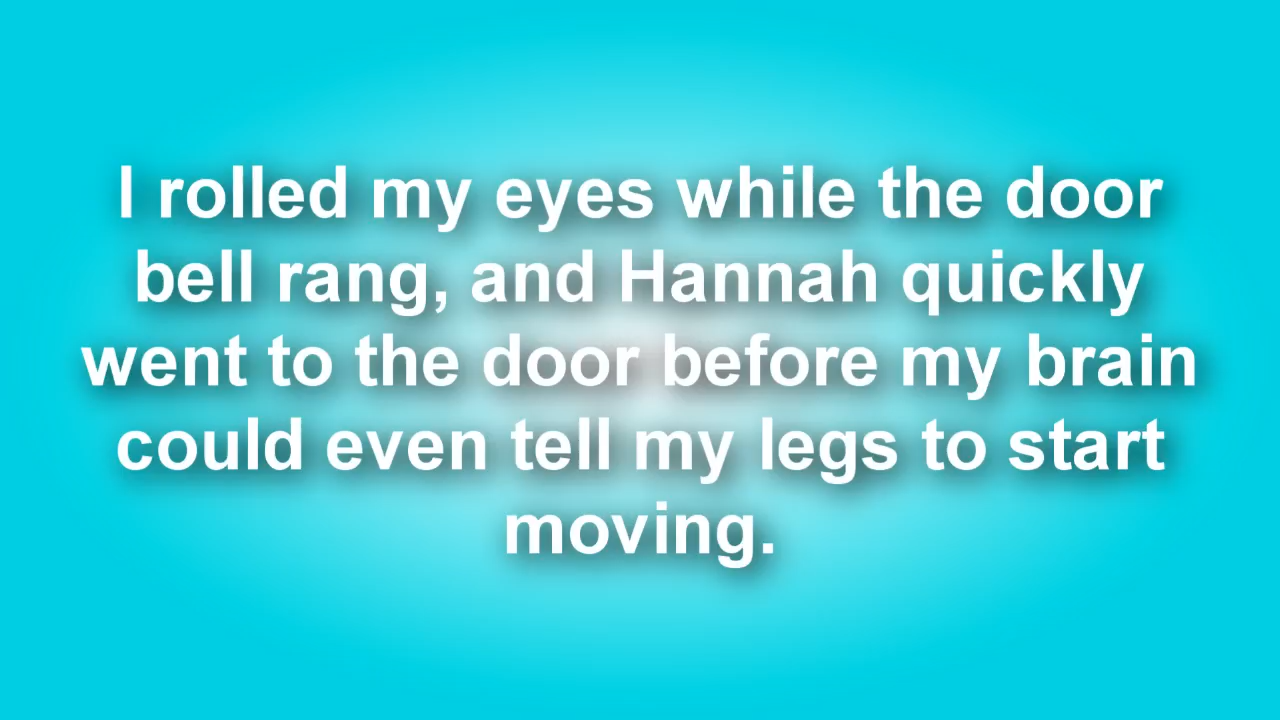 I rolled my eyes while the door
bell rang, and Hannah quickly
went to the door before my brain
could even tell my legs to start
moving.